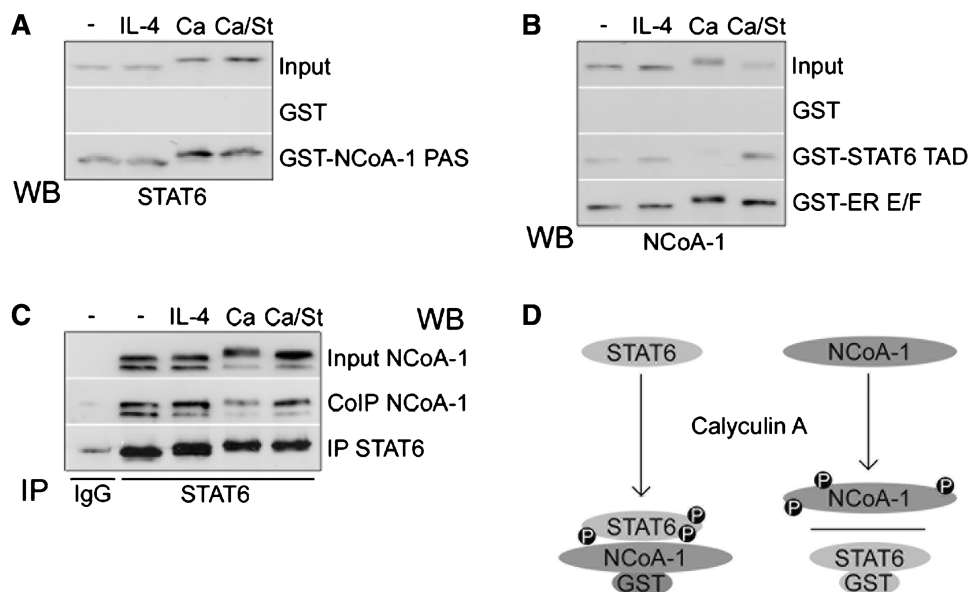 A
- IL-4 Ca Ca/St
Input
GST
GST-NCoA-1 PAS
WB
STAT6
B
- IL-4 Ca Ca/St
Input
GST
GST-STAT6 TAD
GST-ER E/F
WB
NCoA-1
C
- - IL-4 Ca Ca/St WB
Input NCoA-1
CoIP NCoA-1
IP STAT6
IP IgG STAT6
D
STAT6 NCoA-1
Calyculin A
P P
NCoA-1
P
P
STAT6
P P
NCoA-1
GST
STAT6
GST